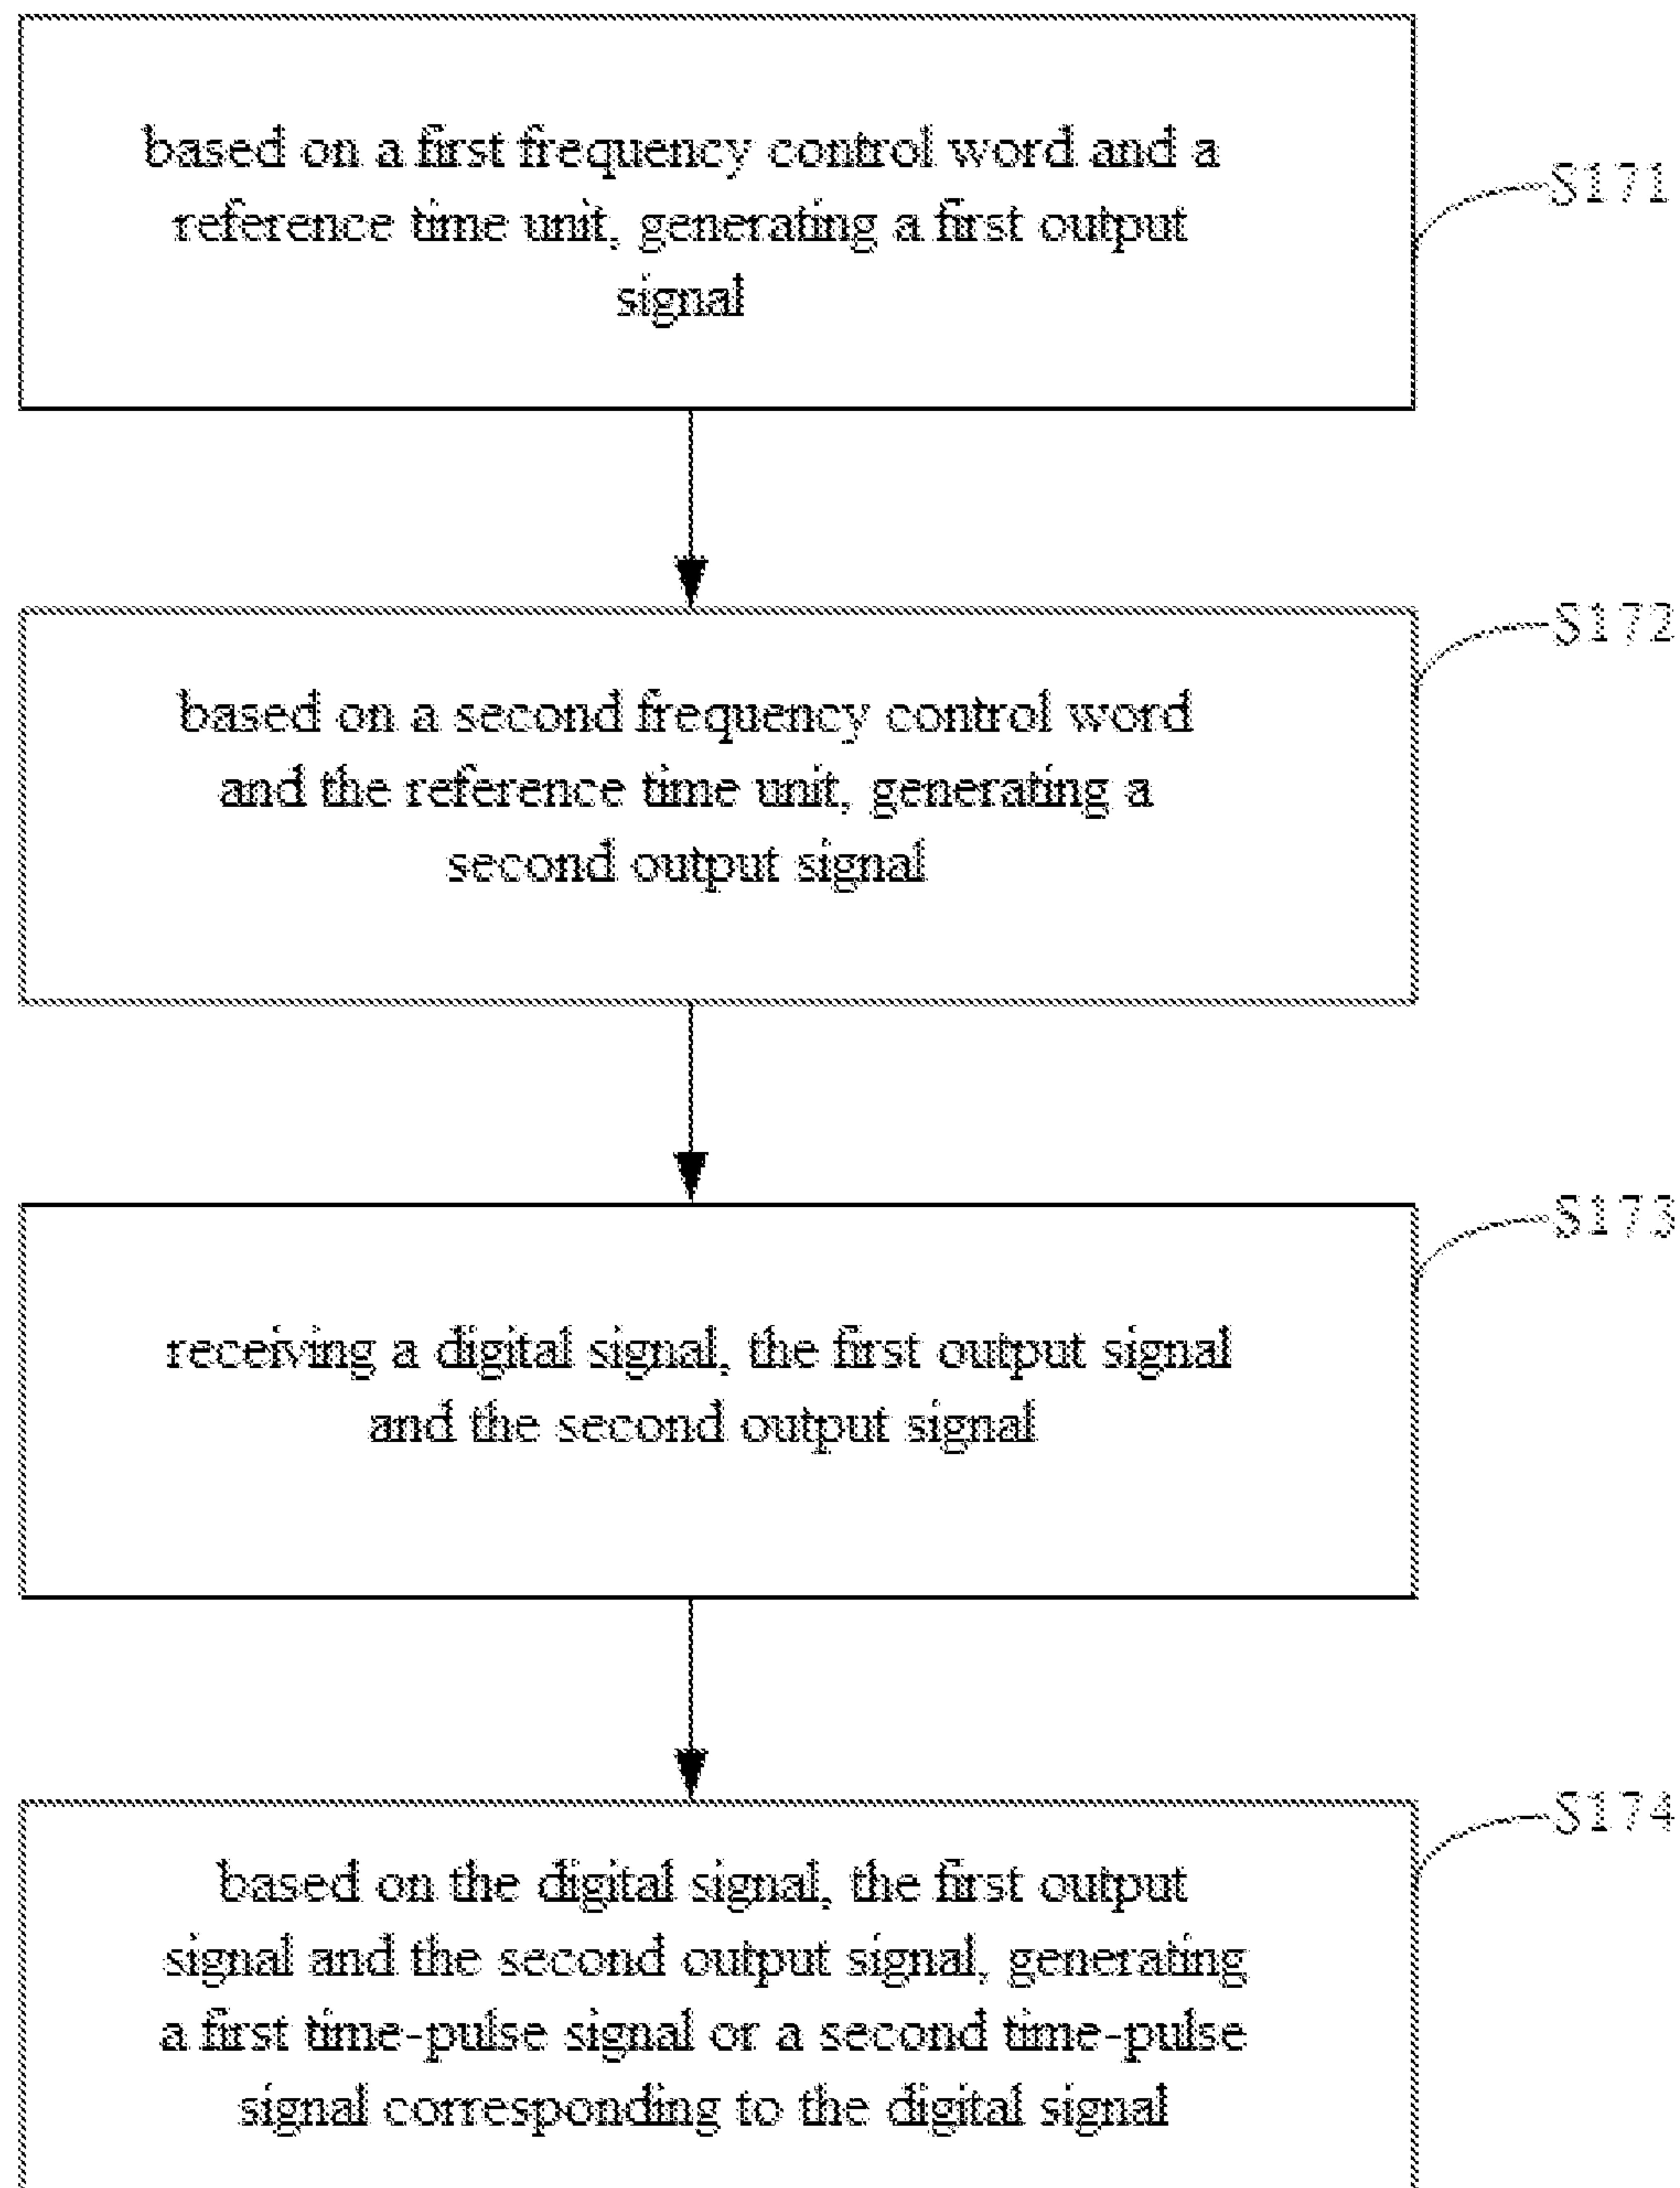 based on a first frequency control word and a
reference time unit, generating a first output
signal
S171
based on a second frequency control word
and the reference time unit, generating a
second output signal
S172
receiving a digital signal, the first output signal
and the second output signal
S173
based on the digital signal, the first output
signal and the second output signal, generating
a first time-pulse signal or a second time-pulse
signal corresponding to the digital signal
S174